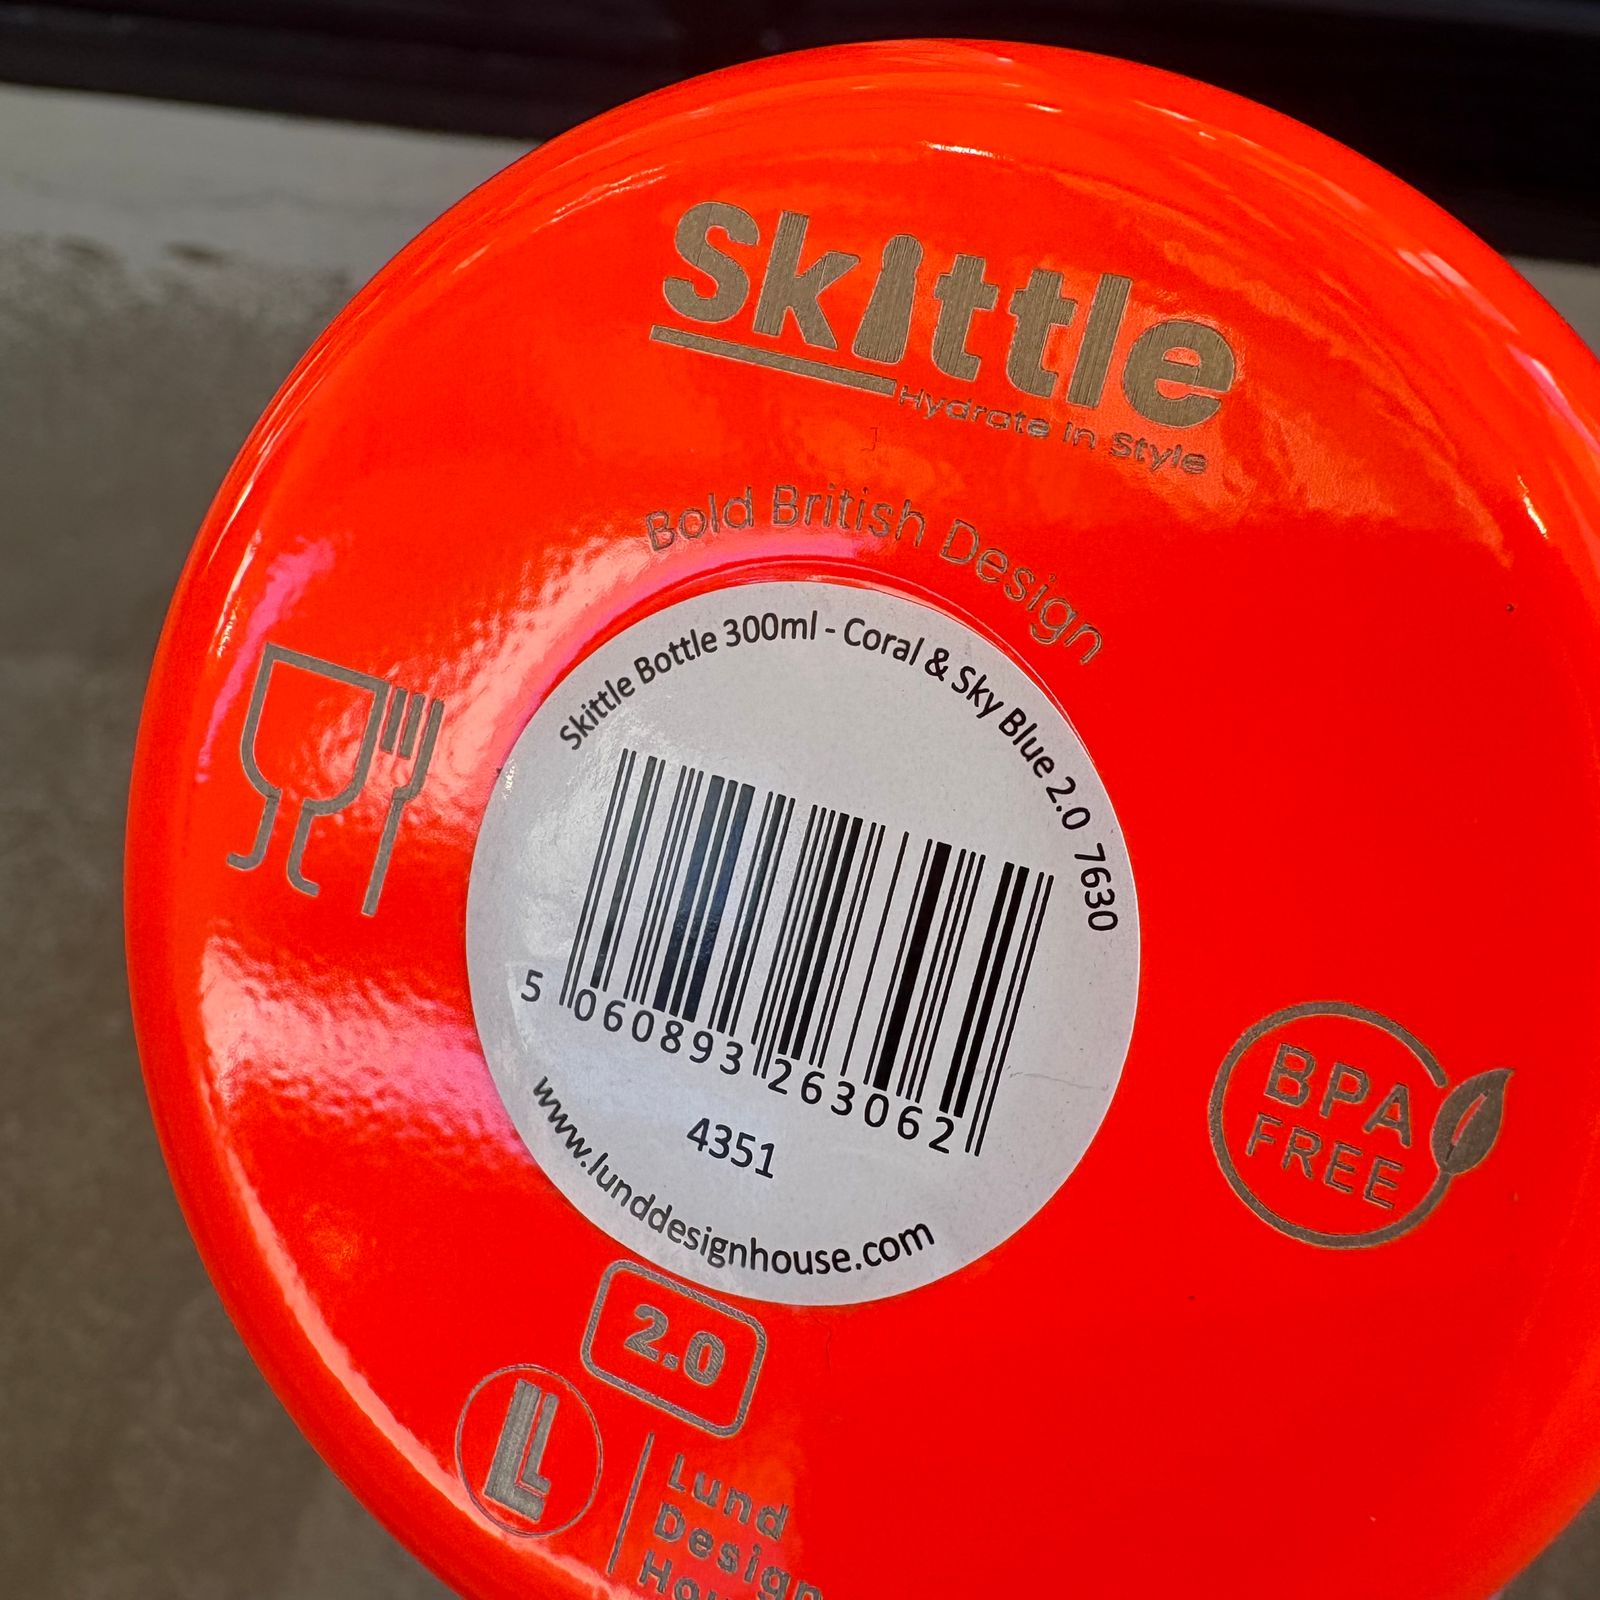 Skittle
Hydrate In Style
Bold British Design
Skittle Bottle 300ml - Coral & Sky Blue 2.0 7630
5 060893 263062
4351
www.lunddesignhouse.com
BPA
FREE
2.0
LL
Lund
Design